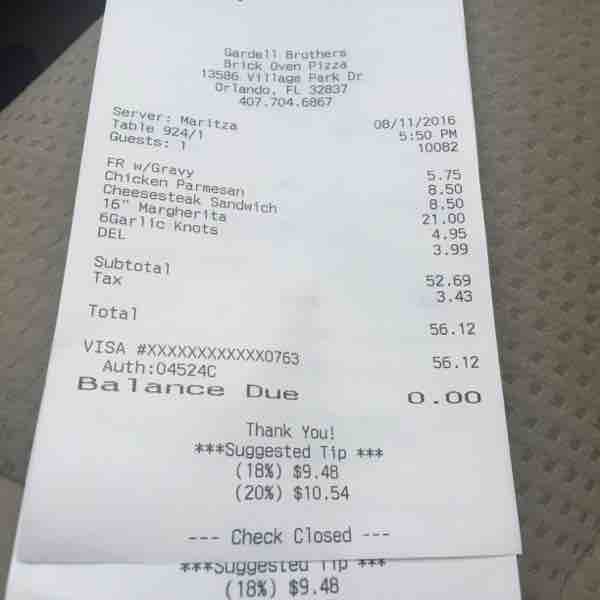 Gardell Brothers
Brick Oven Pizza
13586 Village Park Dr
Orlando, FL 32837
407.704.6867
Server: Maritza 08/11/2016
Table 924/1 5:50 PM
Guests: 1 10082
FR w/Gravy 5.75
Chicken Parmesan 8.50
Cheesesteak Sandwich 8.50
16" Margherita 21.00
6Garlic Knots 4.95
DEL 3.99
Subtotal 52.69
Tax 3.43
Total 56.12
VISA #XXXXXXXXXXXX0763 56.12
Auth:04524C
Balance Due 0.00
Thank You!
***Suggested Tip ***
(18%) $9.48
(20%) $10.54
--- Check Closed ---
***Suggested Tip ***
(18%) $9.48